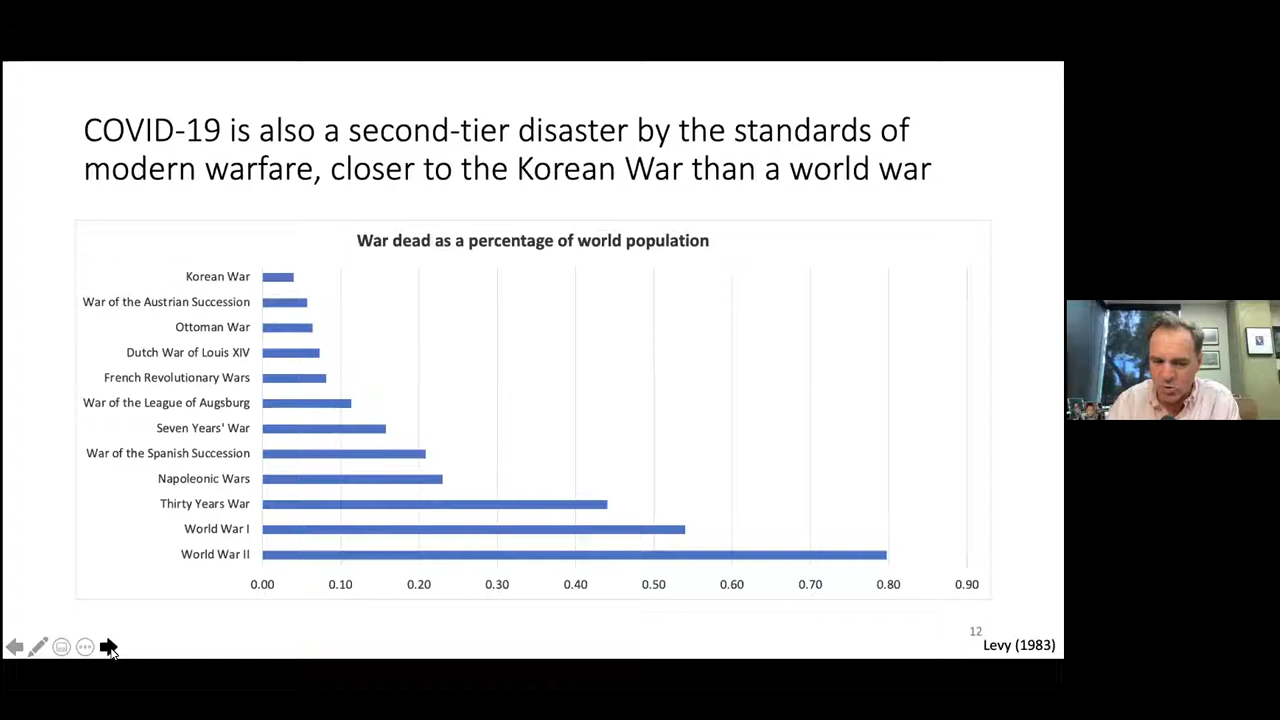 COVID-19 is also a second-tier disaster by the standards of
modern warfare, closer to the Korean War than a world war
War dead as a percentage of world population
Korean War
War of the Austrian Succession
Ottoman War
Dutch War of Louis XIV
French Revolutionary Wars
War of the League of Augsburg
Seven Years' War
War of the Spanish Succession
Napoleonic Wars
Thirty Years War
World War I
World War II
0.00 0.10 0.20 0.30 0.40 0.50 0.60 0.70 0.80 0.90
12
Levy (1983)